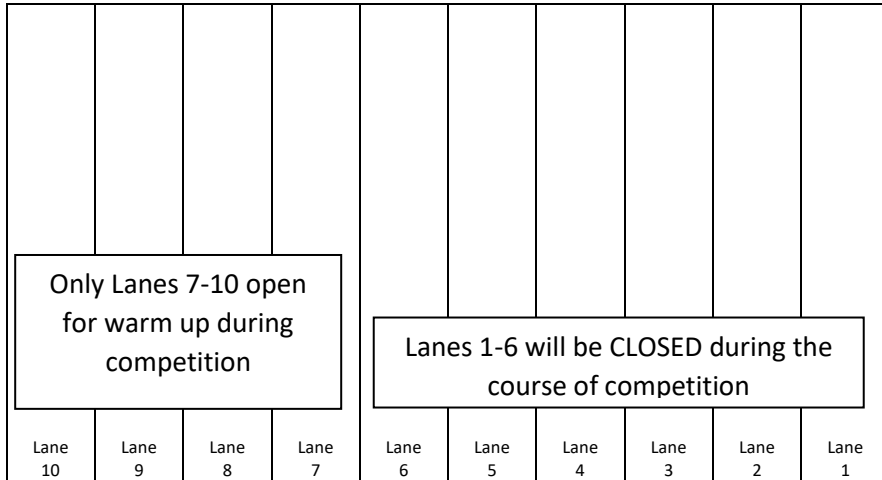 Only Lanes 7-10 open
for warm up during
competition
Lanes 1-6 will be CLOSED during the
course of competition
Lane
10
Lane
9
Lane
8
Lane
7
Lane
6
Lane
5
Lane
4
Lane
3
Lane
2
Lane
1